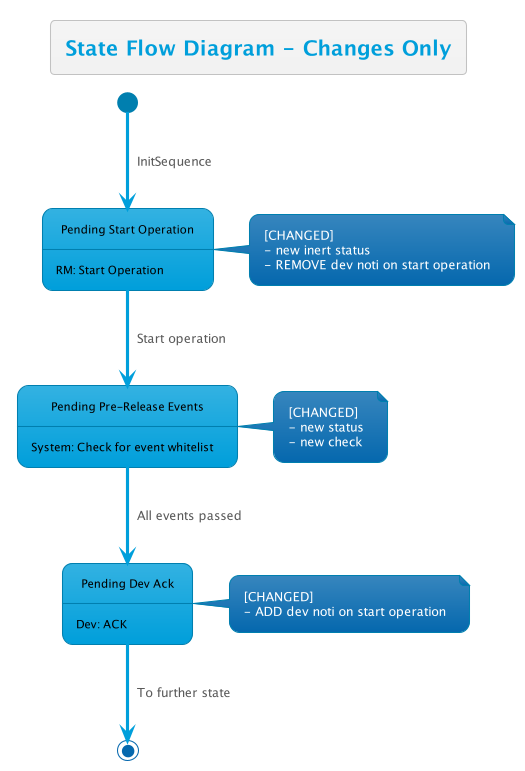 State Flow Diagram - Changes Only
InitSequence
Pending Start Operation
RM: Start Operation
[CHANGED]
- new inert status
- REMOVE dev noti on start operation
Start operation
Pending Pre-Release Events
System: Check for event whitelist
[CHANGED]
- new status
- new check
All events passed
Pending Dev Ack
Dev: ACK
[CHANGED]
- ADD dev noti on start operation
To further state